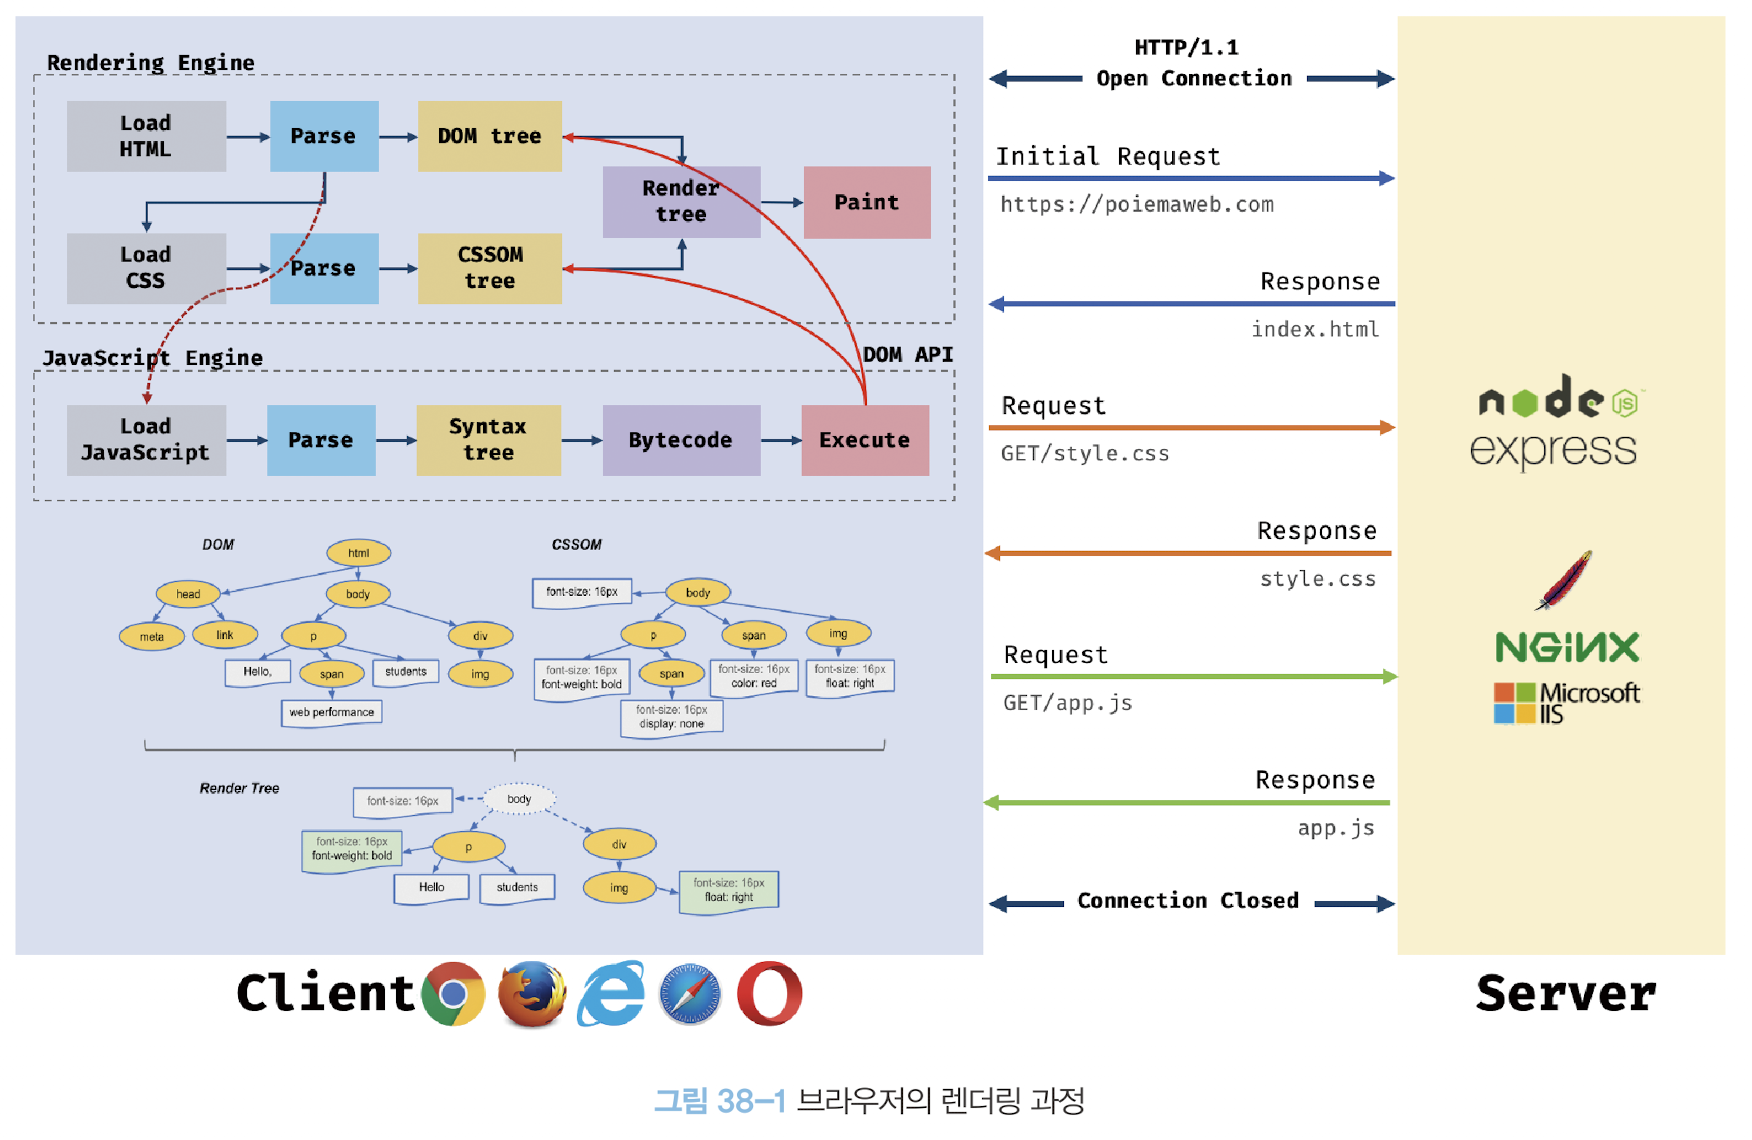 Rendering Engine
Load
HTML
Parse
DOM tree
Render
tree
Paint
Load
CSS
Parse
CSSOM
tree
JavaScript Engine
DOM API
Load
JavaScript
Parse
Syntax
tree
Bytecode
Execute
DOM
html
head
body
meta
link
p
div
Hello,
span
students
img
web performance
CSSOM
font-size: 16px
body
p
span
img
font-size: 16px
font-weight: bold
span
font-size: 16px
color: red
font-size: 16px
float: right
font-size: 16px
display: none
Render Tree
font-size: 16px
body
font-size: 16px
font-weight: bold
p
div
Hello
students
img
font-size: 16px
float: right
Client
HTTP/1.1
Open Connection
Initial Request
https://poiemaweb.com
Response
index.html
Request
GET/style.css
Response
style.css
Request
GET/app.js
Response
app.js
Connection Closed
node
JS
™
express
NGINX
Microsoft
IIS
Server
그림 38-1 브라우저의 렌더링 과정